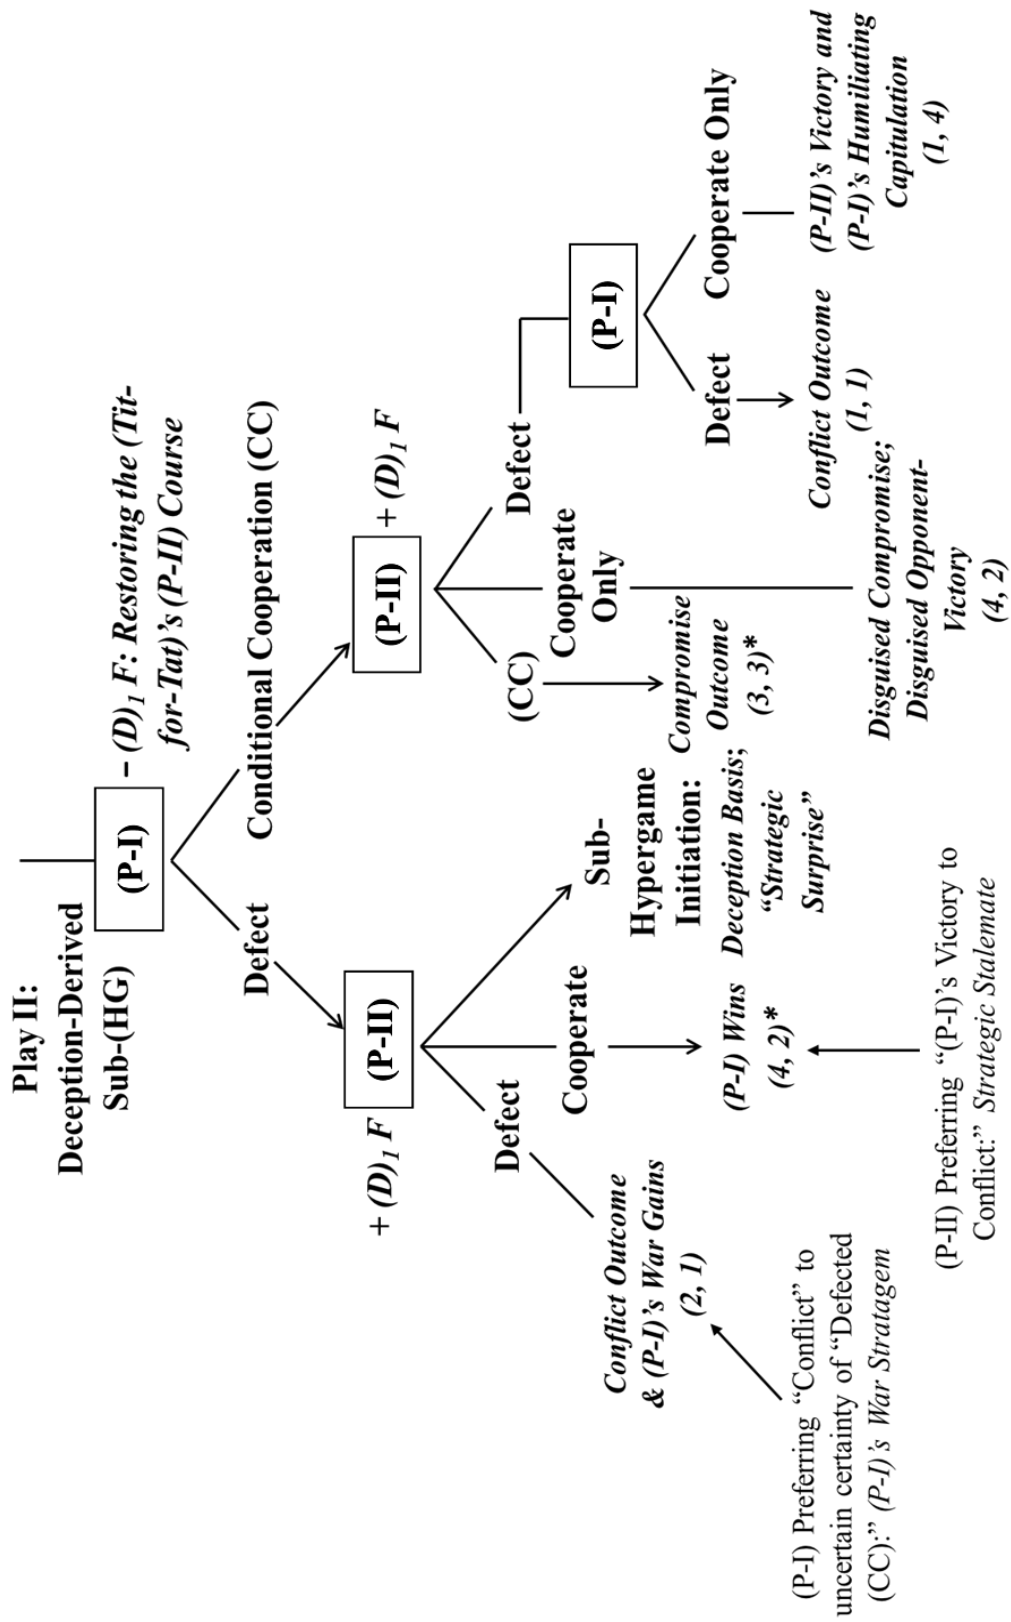 Play II:
Deception-Derived
Sub-(HG)
(P-I)
– (D)1 F: Restoring the (Tit-
for-Tat)'s (P-II) Course
Defect
Conditional Cooperation (CC)
+ (D)1 F
(P-II)
(P-II)
+ (D)1 F
Defect
Cooperate
Sub-
Hypergame
Initiation:
Deception Basis;
“Strategic
Surprise”
(CC)
Cooperate
Only
Defect
(P-I)
Conflict Outcome
& (P-I)'s War Gains
(2, 1)
(P-I) Wins
(4, 2)*
Compromise
Outcome
(3, 3)*
Defect
Cooperate Only
Conflict Outcome
(1, 1)
(P-II)'s Victory and
(P-I)'s Humiliating
Capitulation
(1, 4)
Disguised Compromise;
Disguised Opponent-
Victory
(4, 2)
(P-I) Preferring “Conflict” to
uncertain certainty of “Defected
(CC):” (P-I)'s War Stratagem
(P-II) Preferring “(P-I)'s Victory to
Conflict:” Strategic Stalemate